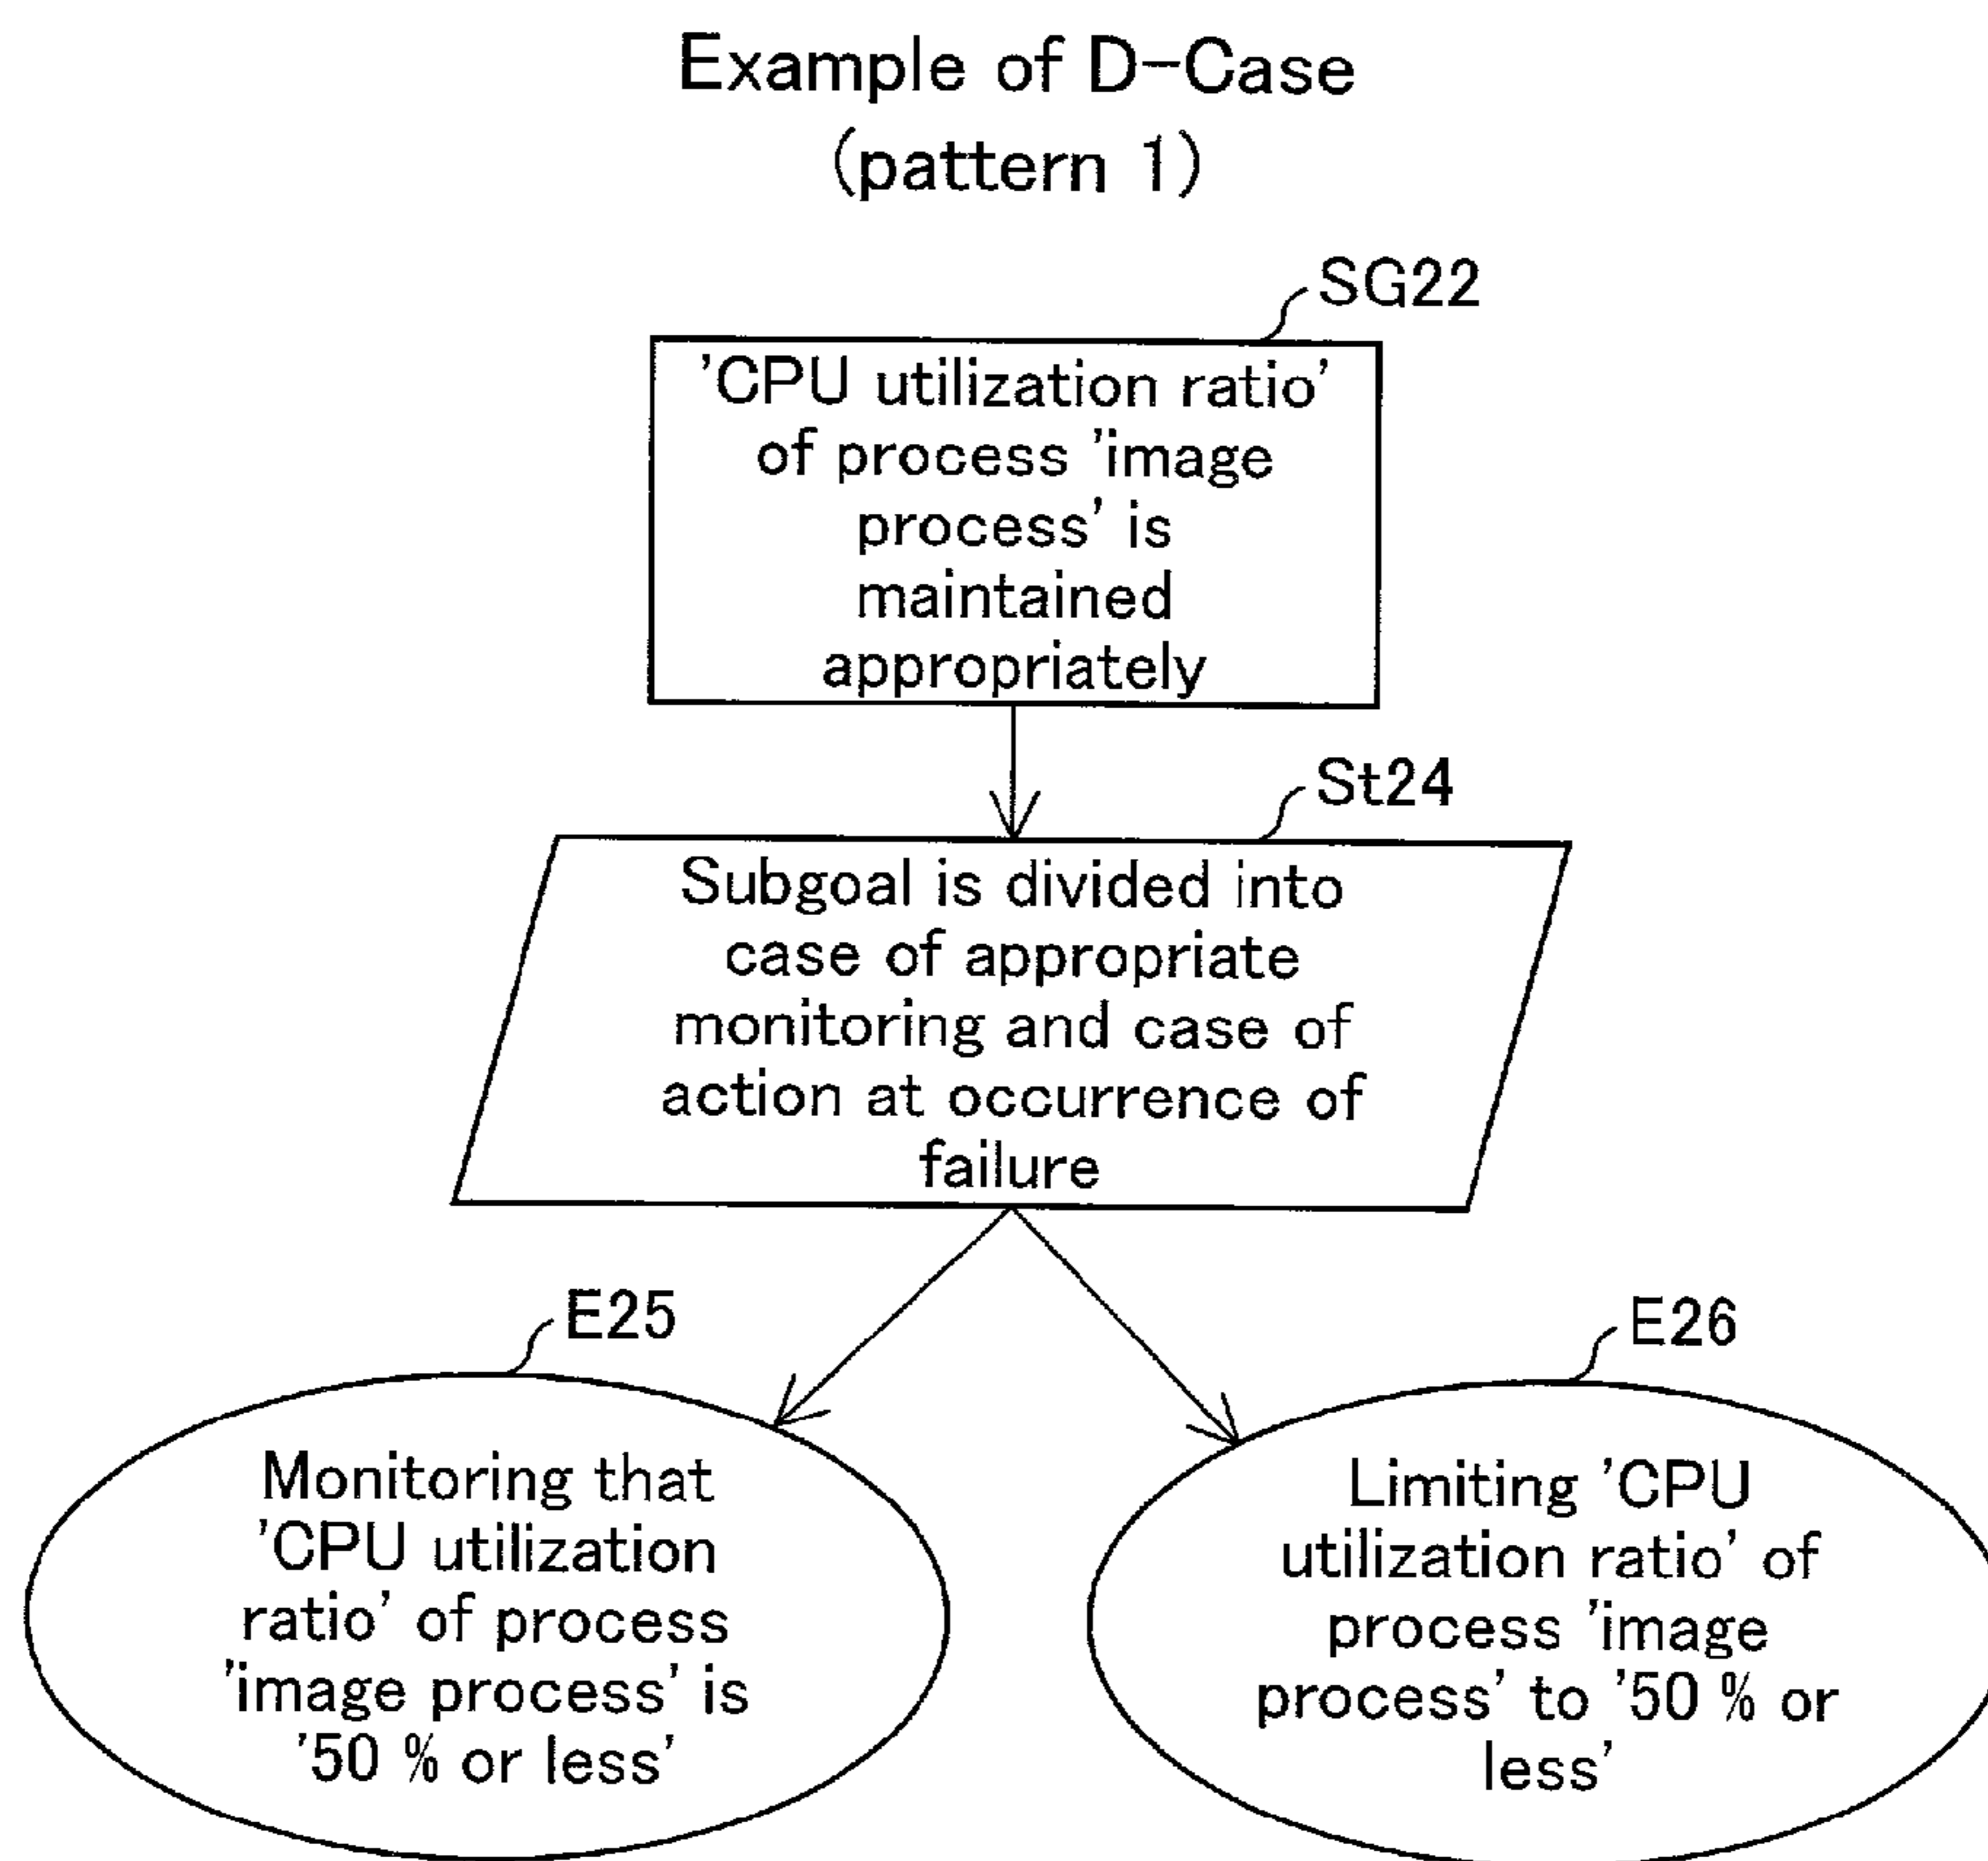 Example of D-Case
(pattern 1)
SG22
'CPU utilization ratio'
of process 'image
process' is
maintained
appropriately
St24
Subgoal is divided into
case of appropriate
monitoring and case of
action at occurrence of
failure
E25
Monitoring that
'CPU utilization
ratio' of process
'image process' is
'50 % or less'
E26
Limiting 'CPU
utilization ratio' of
process 'image
process' to '50 % or
less'